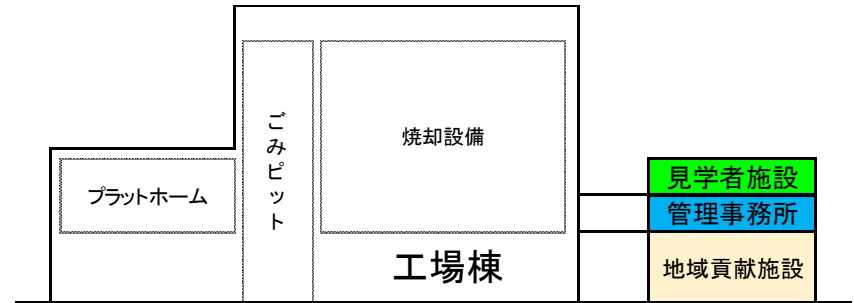 プラットホーム
ごみピット
焼却設備
工場棟
見学者施設
管理事務所
地域貢献施設